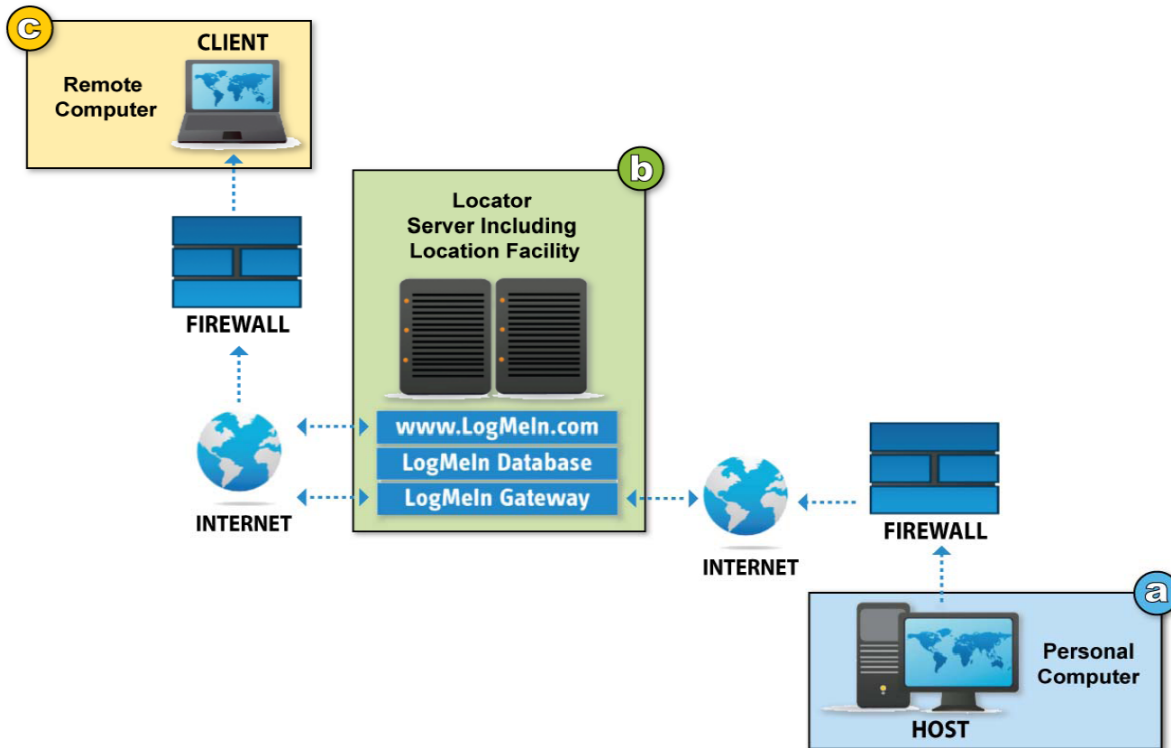 c
CLIENT
Remote
Computer
FIREWALL
INTERNET
b
Locator
Server Including
Location Facility
www.LogMeIn.com
LogMeIn Database
LogMeIn Gateway
INTERNET
FIREWALL
a
Personal
Computer
HOST